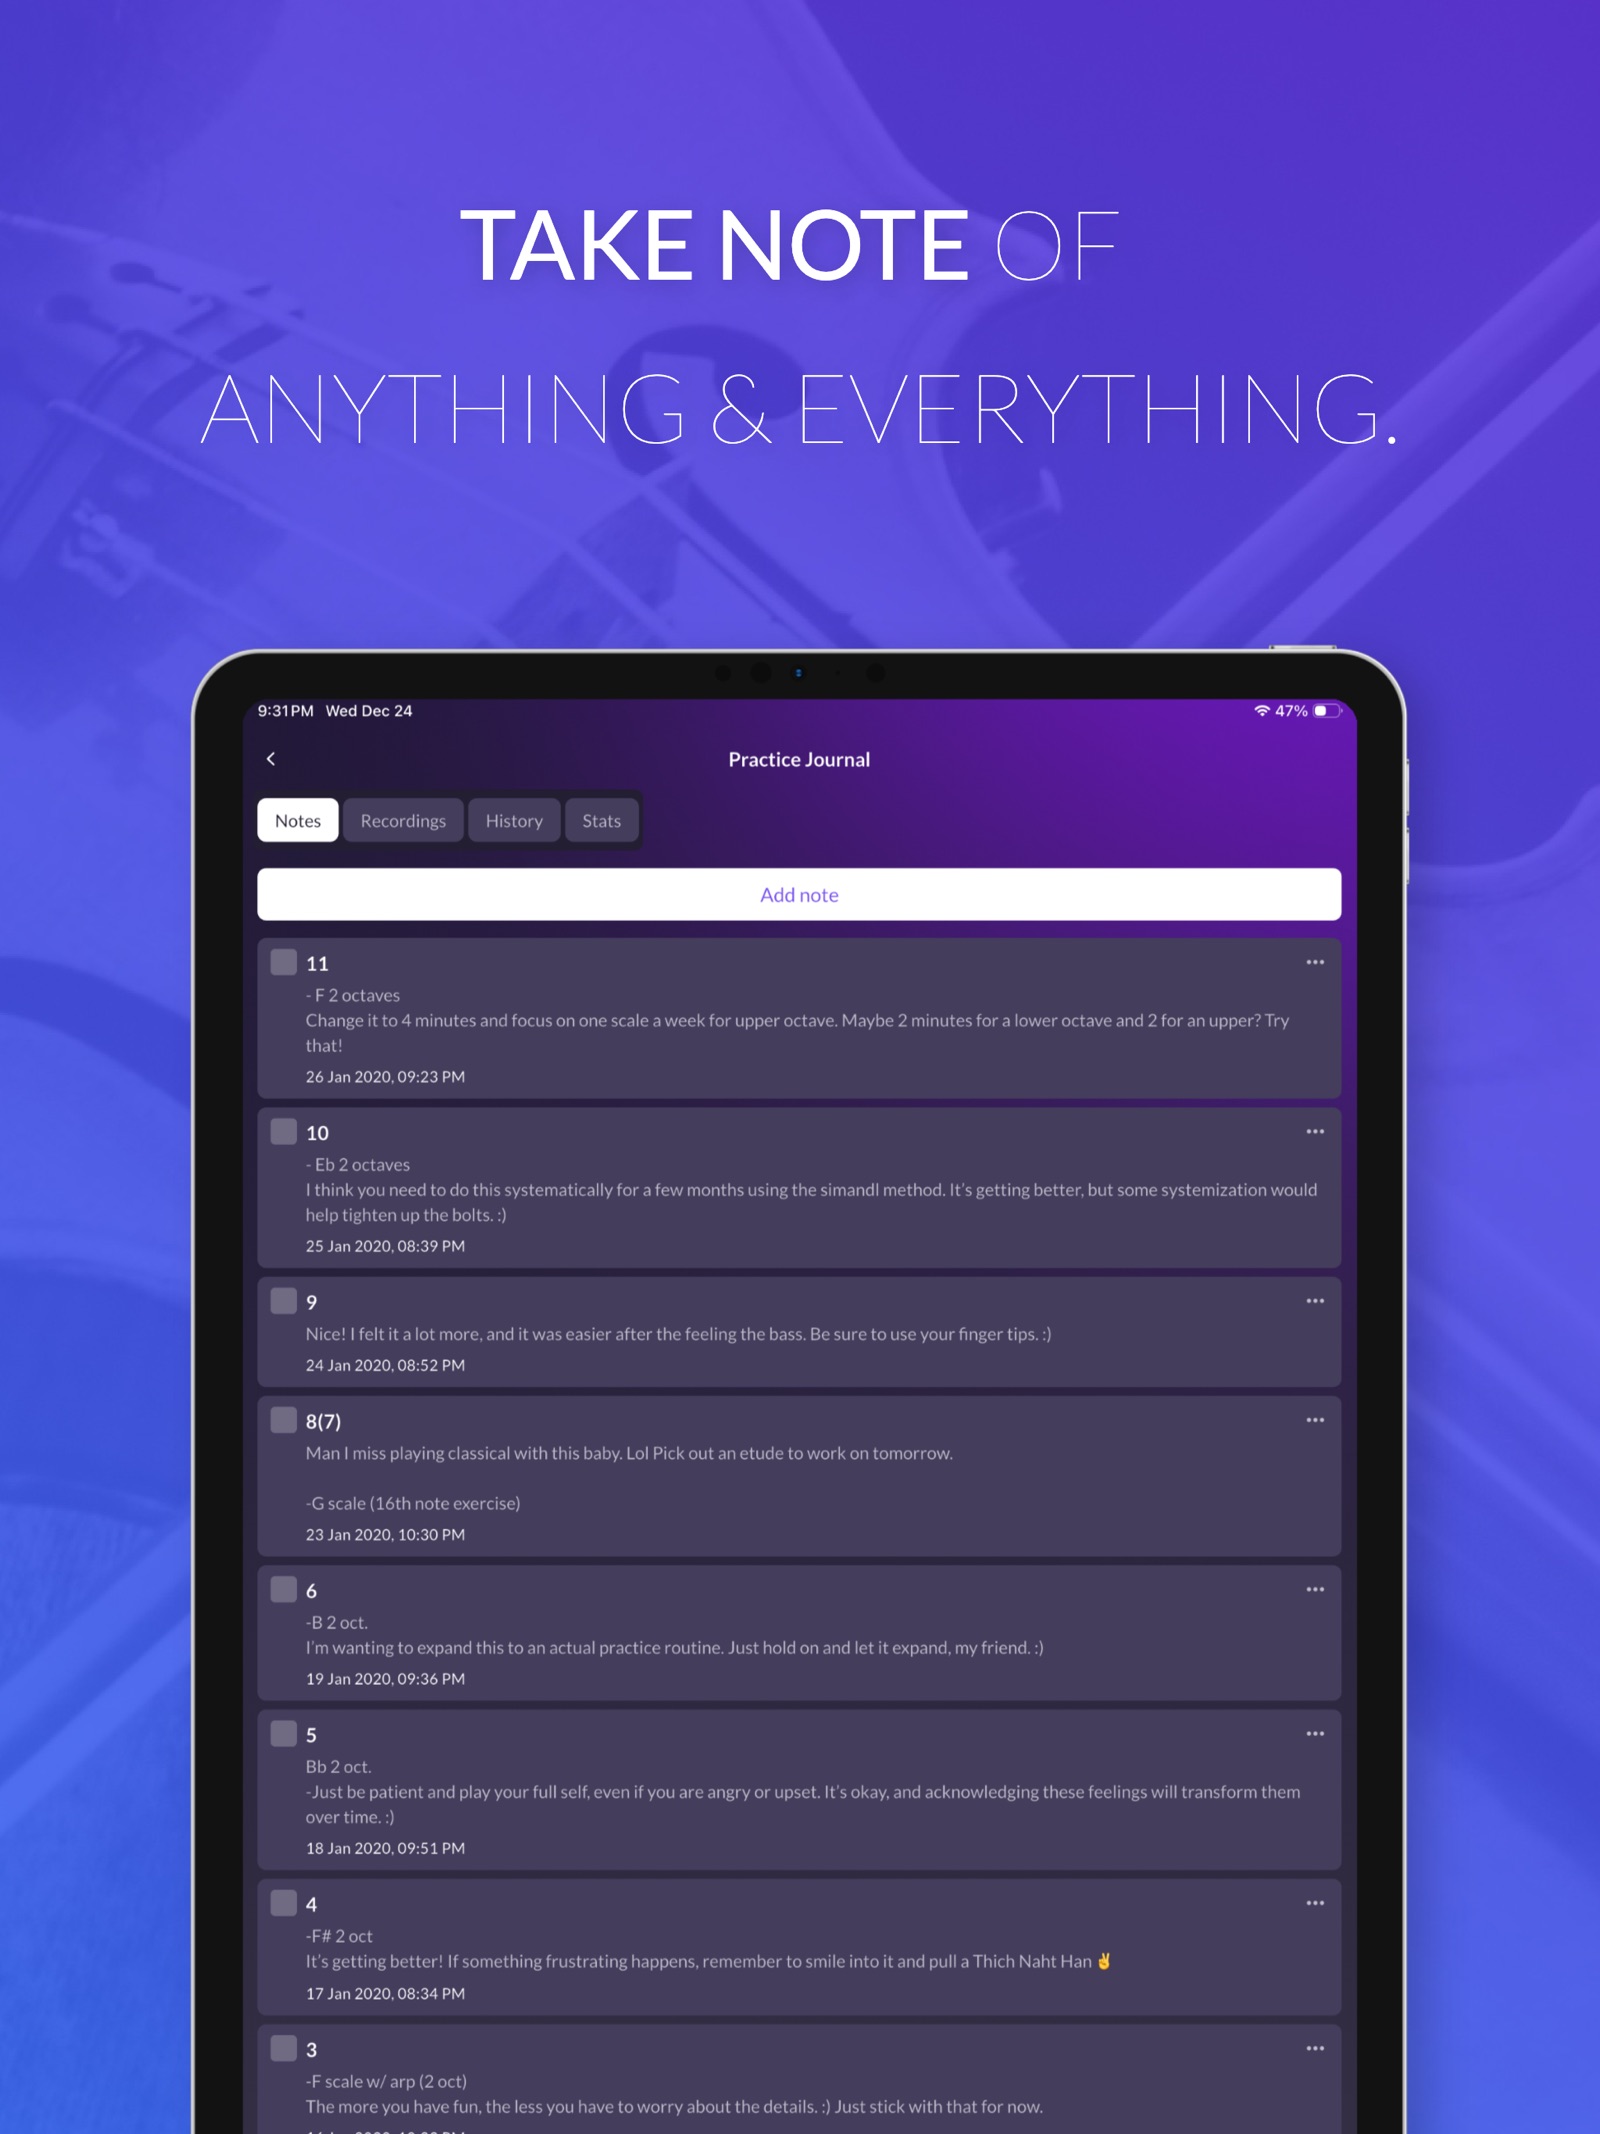 TAKE NOTE OF
ANYTHING & EVERYTHING.
9:31PM Wed Dec 24
47%
Practice Journal
Notes
Recordings
History
Stats
Add note
11
- F 2 octaves
Change it to 4 minutes and focus on one scale a week for upper octave. Maybe 2 minutes for a lower octave and 2 for an upper? Try
that!
26 Jan 2020, 09:23 PM
10
- Eb 2 octaves
I think you need to do this systematically for a few months using the simandl method. It's getting better, but some systemization would
help tighten up the bolts. :)
25 Jan 2020, 08:39 PM
9
Nice! I felt it a lot more, and it was easier after the feeling the bass. Be sure to use your finger tips. :)
24 Jan 2020, 08:52 PM
8(7)
Man I miss playing classical with this baby. Lol Pick out an etude to work on tomorrow.
-G scale (16th note exercise)
23 Jan 2020, 10:30 PM
6
-B 2 oct.
I'm wanting to expand this to an actual practice routine. Just hold on and let it expand, my friend. :)
19 Jan 2020, 09:36 PM
5
Bb 2 oct.
-Just be patient and play your full self, even if you are angry or upset. It's okay, and acknowledging these feelings will transform them
over time. :)
18 Jan 2020, 09:51 PM
4
-F# 2 oct
It's getting better! If something frustrating happens, remember to smile into it and pull a Thich Naht Han ✌️
17 Jan 2020, 08:34 PM
3
-F scale w/ arp (2 oct)
The more you have fun, the less you have to worry about the details. :) Just stick with that for now.